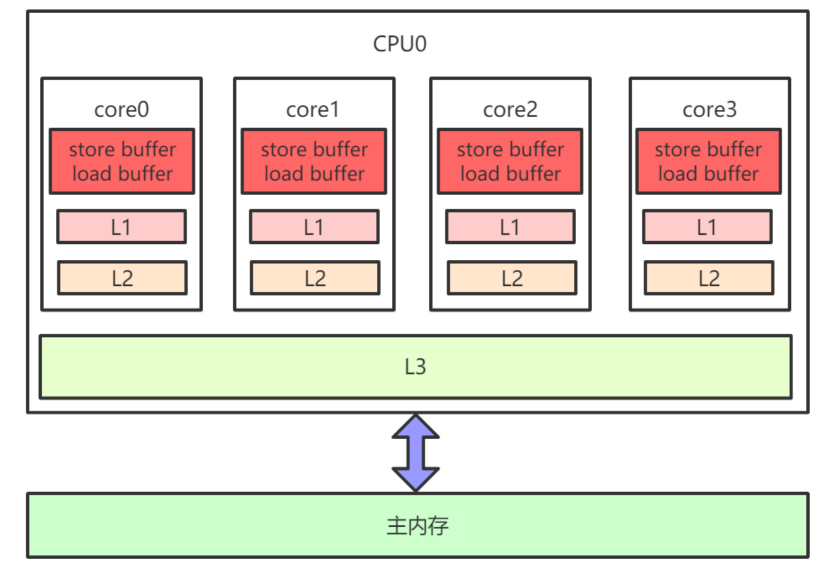 CPU0
core0
store buffer
load buffer
L1
L2
core1
store buffer
load buffer
L1
L2
core2
store buffer
load buffer
L1
L2
core3
store buffer
load buffer
L1
L2
L3
主内存